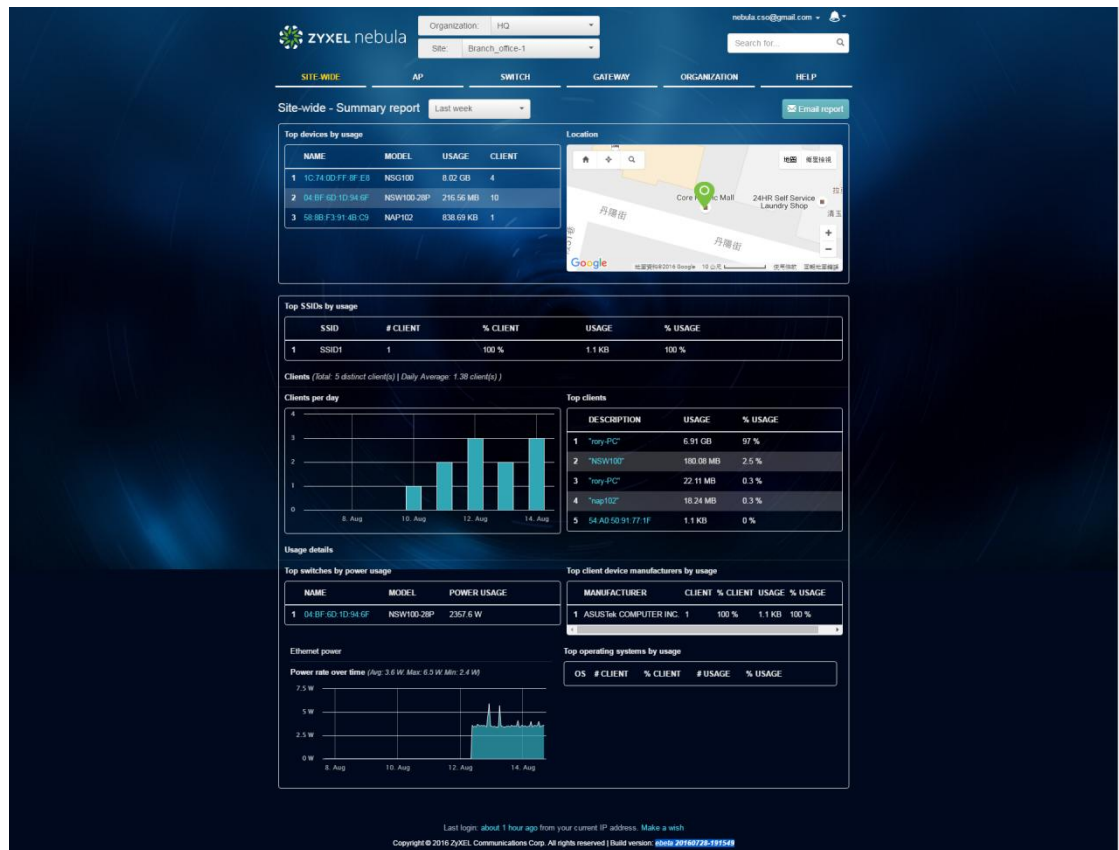 ZYXEL nebula
Organization: HQ
Site: Branch_office-1
nebula.cso@gmail.com
Search for...
SITE-WIDE AP SWITCH GATEWAY ORGANIZATION HELP
Site-wide - Summary report Last week Email report
Top devices by usage
NAME MODEL USAGE CLIENT
1 1C:74:0D:FF:8F:E8 NSG100 8.02 GB 4
2 04:BF:6D:1D:94:6F NSW100-28P 216.56 MB 10
3 58:8B:F3:91:4B:C9 NAP102 838.69 KB 1
Location
地圖 衛星檢視
Core Mall
24HR Self Service
Laundry Shop
丹陽街
丹陽街
Google
Top SSIDs by usage
SSID # CLIENT % CLIENT USAGE % USAGE
1 SSID1 1 100 % 1.1 KB 100 %
Clients (Total: 5 distinct client(s) | Daily Average: 1.38 client(s) )
Clients per day
4
3
2
1
0
8. Aug 10. Aug 12. Aug 14. Aug
Top clients
DESCRIPTION USAGE % USAGE
1 "rory-PC" 6.91 GB 97 %
2 "NSW100" 180.08 MB 2.5 %
3 "rory-PC" 22.11 MB 0.3 %
4 "nap102" 18.24 MB 0.3 %
5 54:A0:50:91:77:1F 1.1 KB 0 %
Usage details
Top switches by power usage
NAME MODEL POWER USAGE
1 04:BF:6D:1D:94:6F NSW100-28P 2357.6 W
Top client device manufacturers by usage
MANUFACTURER CLIENT % CLIENT USAGE % USAGE
1 ASUSTek COMPUTER INC. 1 100 % 1.1 KB 100 %
Ethernet power
Power rate over time (Avg: 3.6 W. Max: 6.5 W. Min: 2.4 W)
7.5 W
5 W
2.5 W
0 W
8. Aug 10. Aug 12. Aug 14. Aug
Top operating systems by usage
OS # CLIENT % CLIENT # USAGE % USAGE
Last login: about 1 hour ago from your current IP address. Make a wish
Copyright © 2016 ZyXEL Communications Corp. All rights reserved | Build version: ebeta 20160728-191549